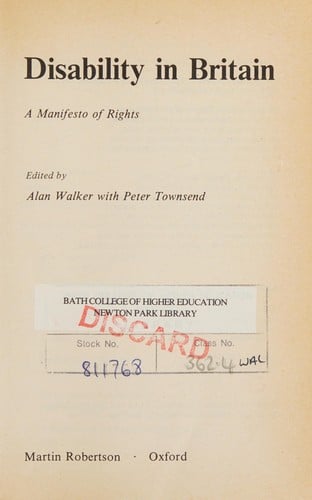 Disability in Britain
A Manifesto of Rights
Edited by
Alan Walker with Peter Townsend
BATH COLLEGE OF HIGHER EDUCATION
NEWTON PARK LIBRARY
DISCARD
Stock No. Class No.
811768 362.4 WAL
Martin Robertson · Oxford